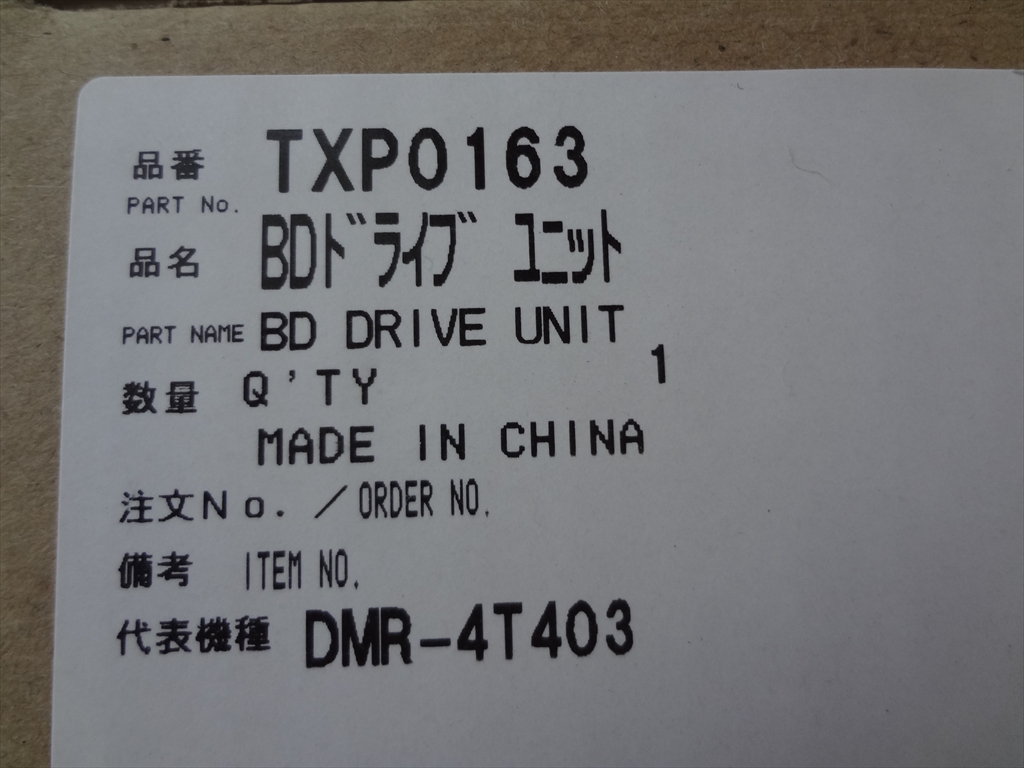 品番 TXP0163
PART No.
品名 BDドライブ ユニット
PART NAME BD DRIVE UNIT
数量 Q'TY 1
MADE IN CHINA
注文No.／ORDER NO.
備考 ITEM NO.
代表機種 DMR-4T403